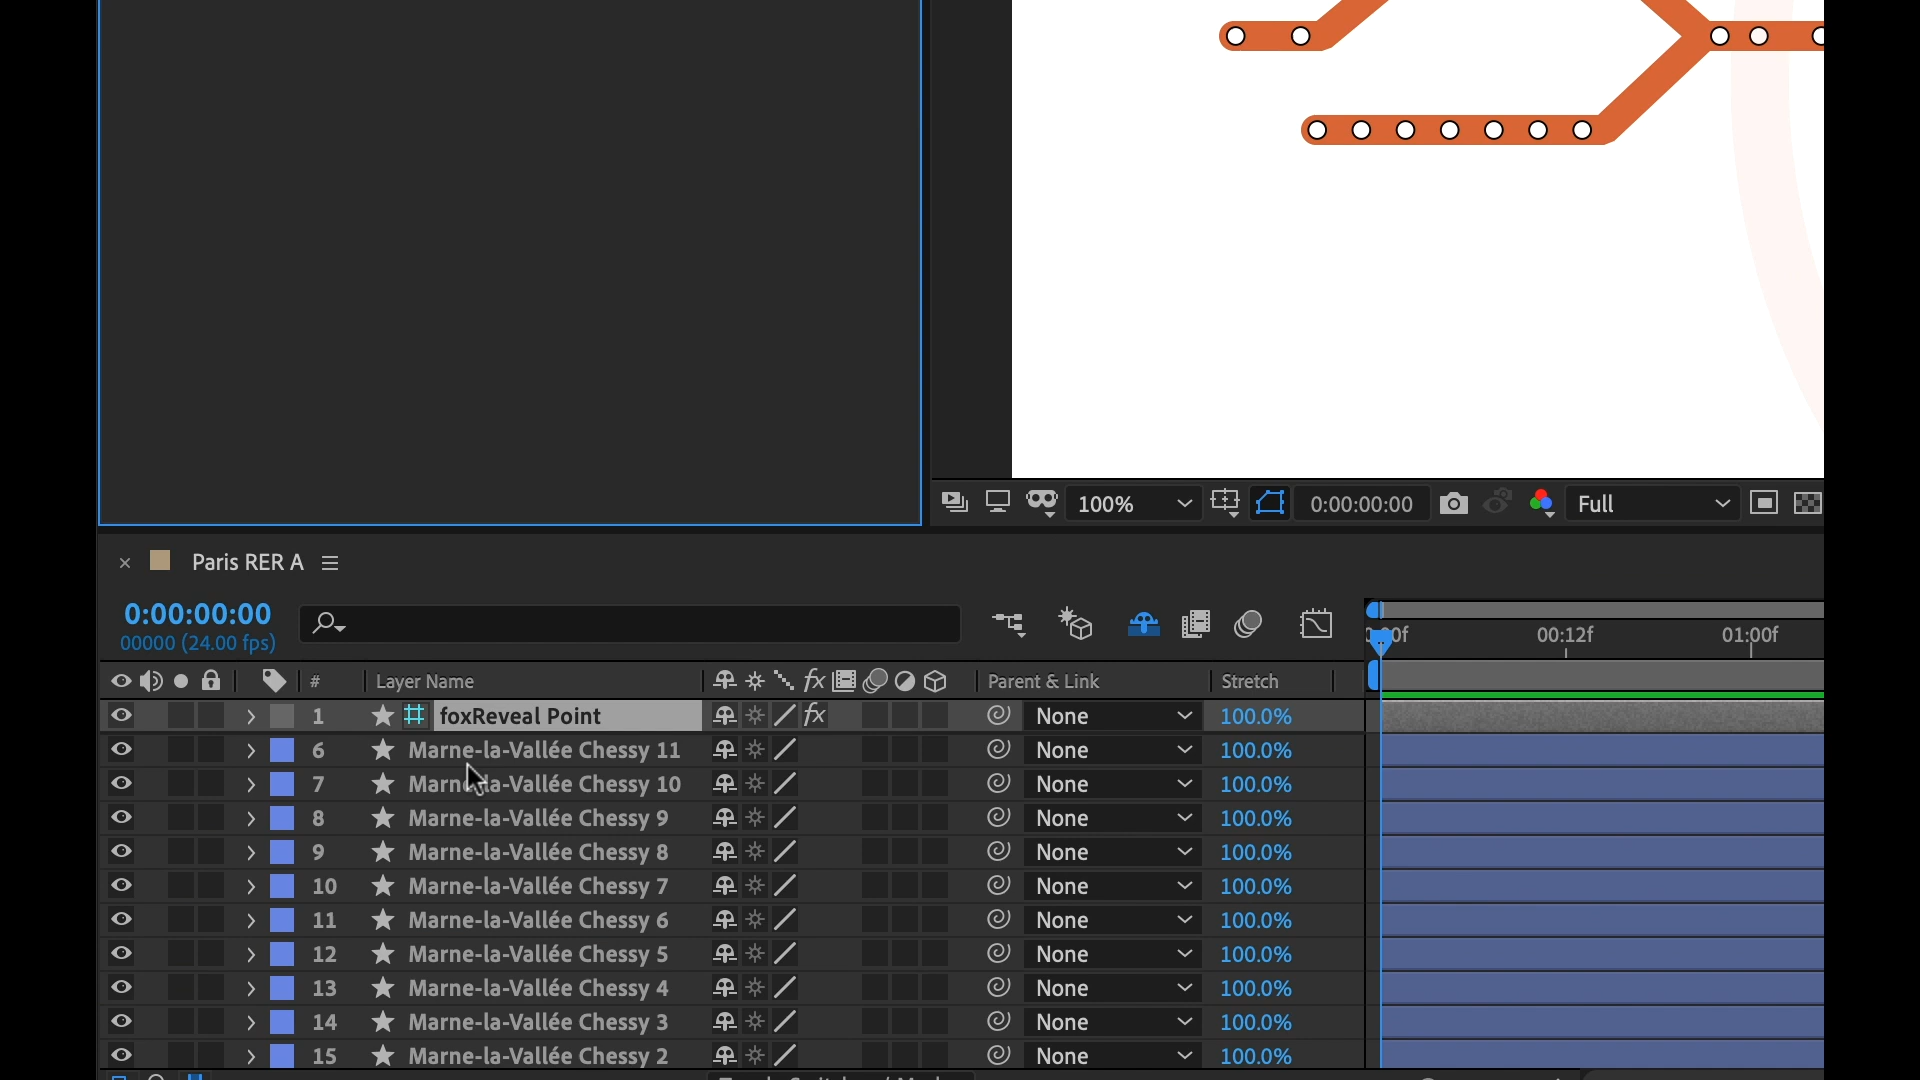 100%
0:00:00:00
Full
Paris RER A
0:00:00:00
00000 (24.00 fps)
00:12f
01:00f
# Layer Name fx Parent & Link Stretch
1 foxReveal Point fx None 100.0%
6 Marne-la-Vallée Chessy 11 None 100.0%
7 Marne-la-Vallée Chessy 10 None 100.0%
8 Marne-la-Vallée Chessy 9 None 100.0%
9 Marne-la-Vallée Chessy 8 None 100.0%
10 Marne-la-Vallée Chessy 7 None 100.0%
11 Marne-la-Vallée Chessy 6 None 100.0%
12 Marne-la-Vallée Chessy 5 None 100.0%
13 Marne-la-Vallée Chessy 4 None 100.0%
14 Marne-la-Vallée Chessy 3 None 100.0%
15 Marne-la-Vallée Chessy 2 None 100.0%